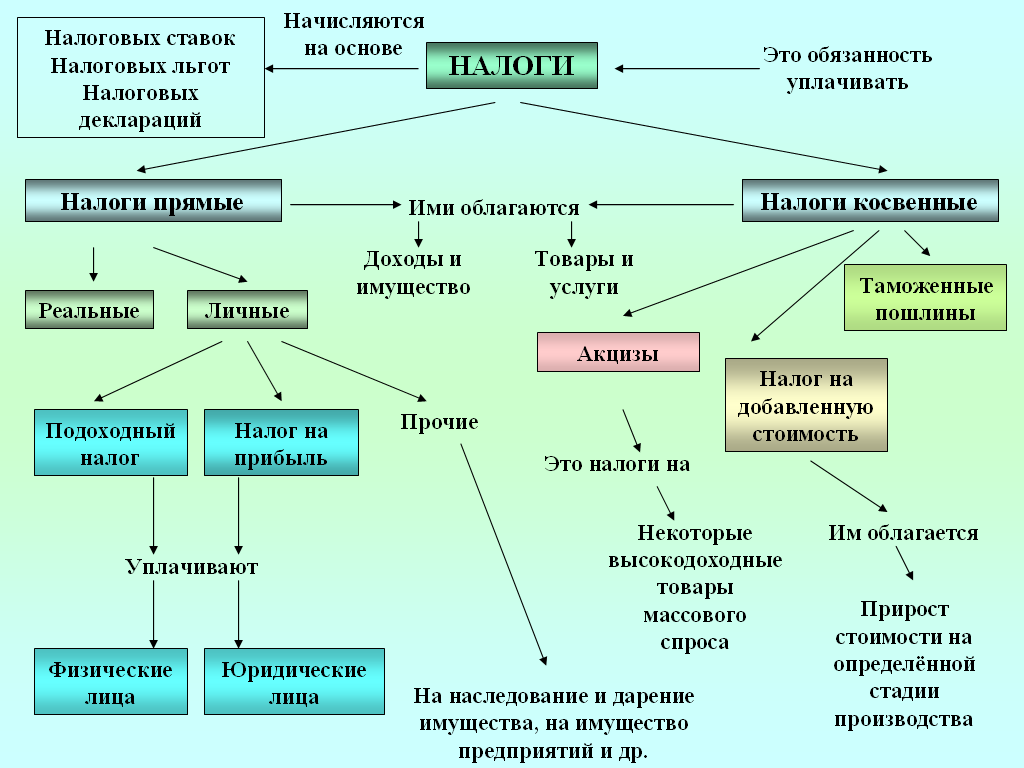 Налоговых ставок
Налоговых льгот
Налоговых
деклараций
Начисляются
на основе
НАЛОГИ
Это обязанность
уплачивать
Налоги прямые
Ими облагаются
Налоги косвенные
Доходы и
имущество
Товары и
услуги
Таможенные
пошлины
Реальные
Личные
Акцизы
Налог на
добавленную
стоимость
Подоходный
налог
Налог на
прибыль
Прочие
Это налоги на
Некоторые
высокодоходные
товары
массового
спроса
Им облагается
Прирост
стоимости на
определённой
стадии
производства
Уплачивают
Физические
лица
Юридические
лица
На наследование и дарение
имущества, на имущество
предприятий и др.